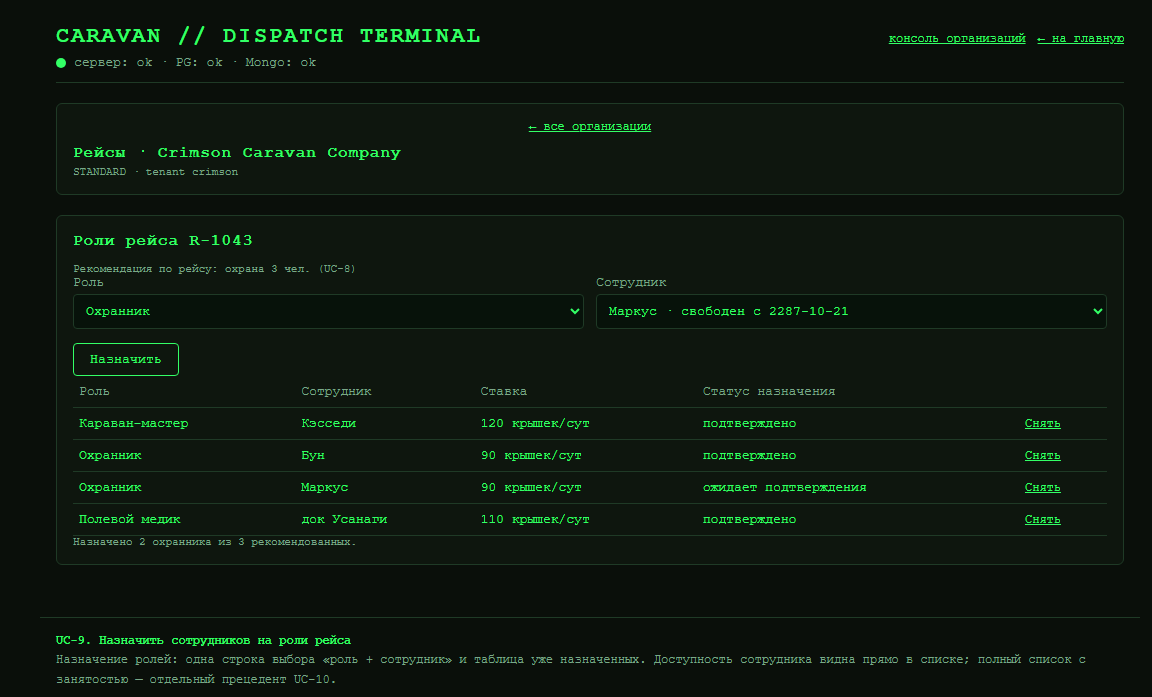 CARAVAN // DISPATCH TERMINAL
консоль организаций ← на главную
сервер: ok · PG: ok · Mongo: ok
← все организации
Рейсы · Crimson Caravan Company
STANDARD · tenant crimson
Роли рейса R-1043
Рекомендация по рейсу: охрана 3 чел. (UC-8)
Роль Сотрудник
Охранник Маркус · свободен с 2287-10-21
Назначить
Роль Сотрудник Ставка Статус назначения
Караван-мастер Кэсседи 120 крышек/сут подтверждено Снять
Охранник Бун 90 крышек/сут подтверждено Снять
Охранник Маркус 90 крышек/сут ожидает подтверждения Снять
Полевой медик док Усанаги 110 крышек/сут подтверждено Снять
Назначено 2 охранника из 3 рекомендованных.
UC-9. Назначить сотрудников на роли рейса
Назначение ролей: одна строка выбора «роль + сотрудник» и таблица уже назначенных. Доступность сотрудника видна прямо в списке; полный список с
занятостью — отдельный прецедент UC-10.